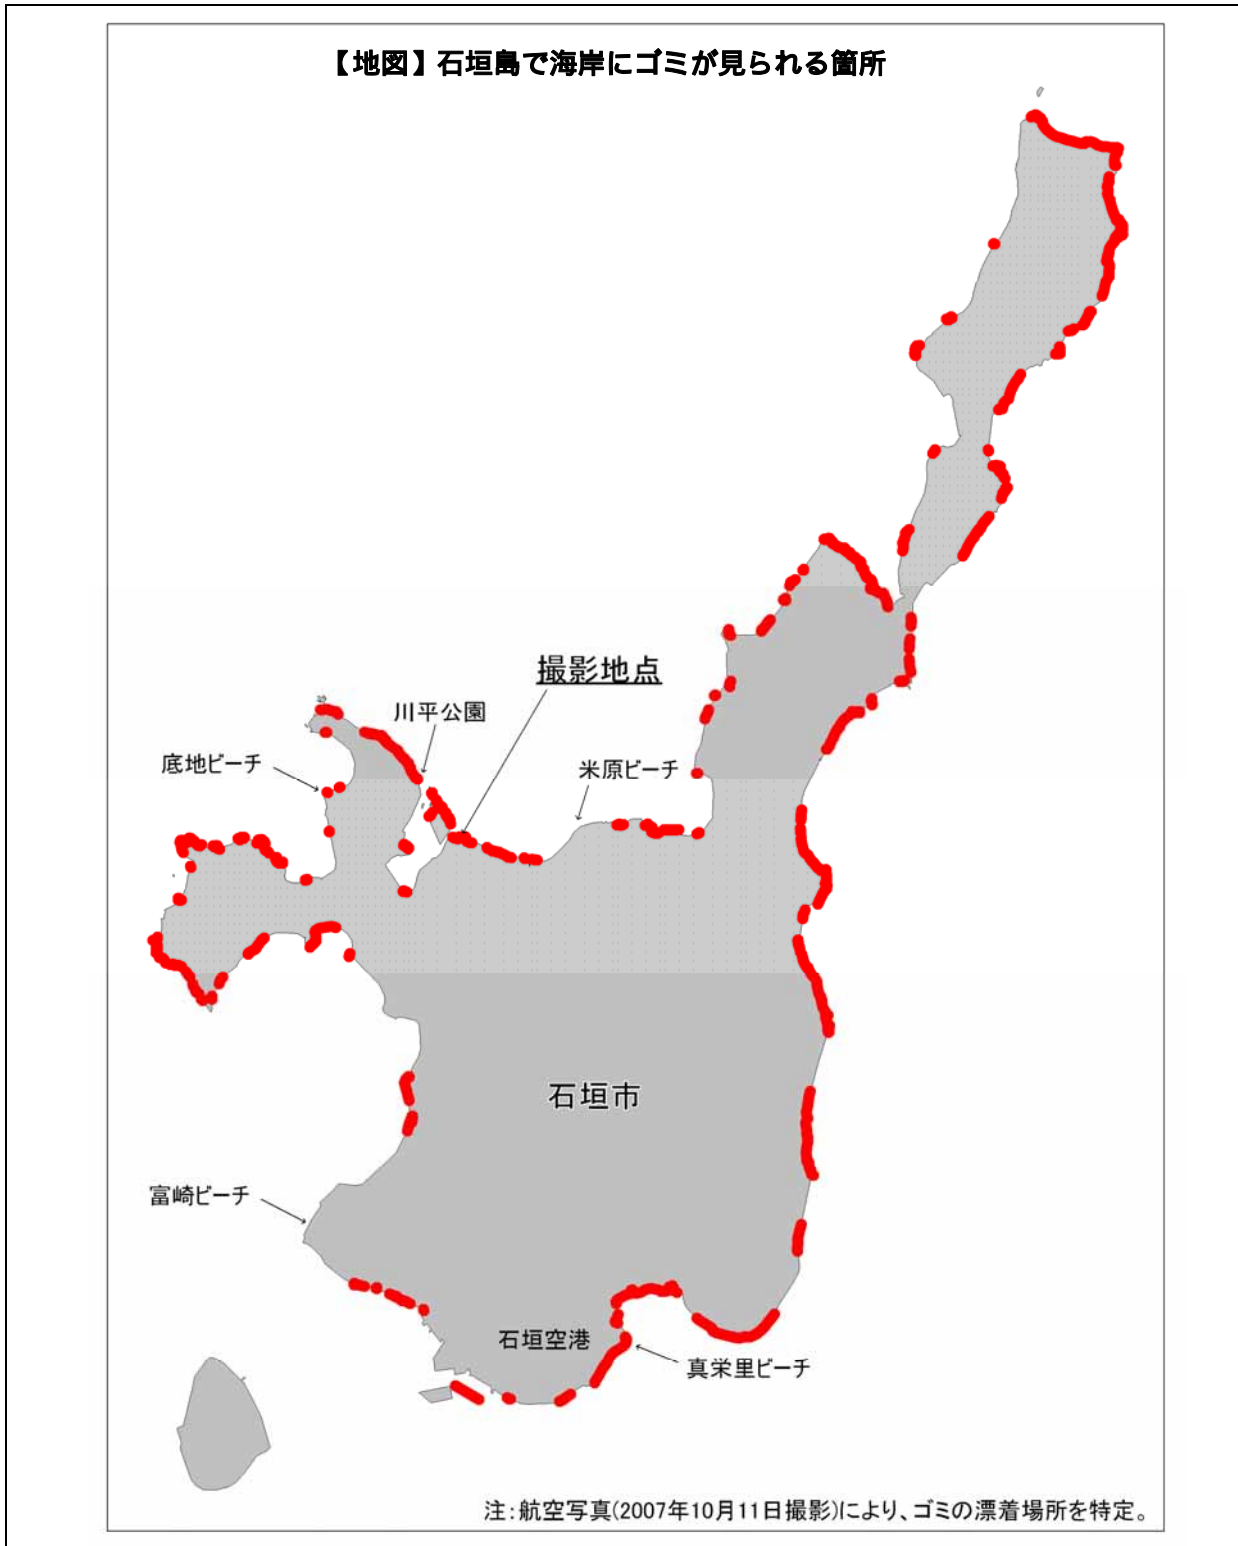 【地図】石垣島で海岸にゴミが見られる箇所
撮影地点
川平公園
底地ビーチ
米原ビーチ
石垣市
富崎ビーチ
石垣空港
真栄里ビーチ
注:航空写真(2007年10月11日撮影)により、ゴミの漂着場所を特定。